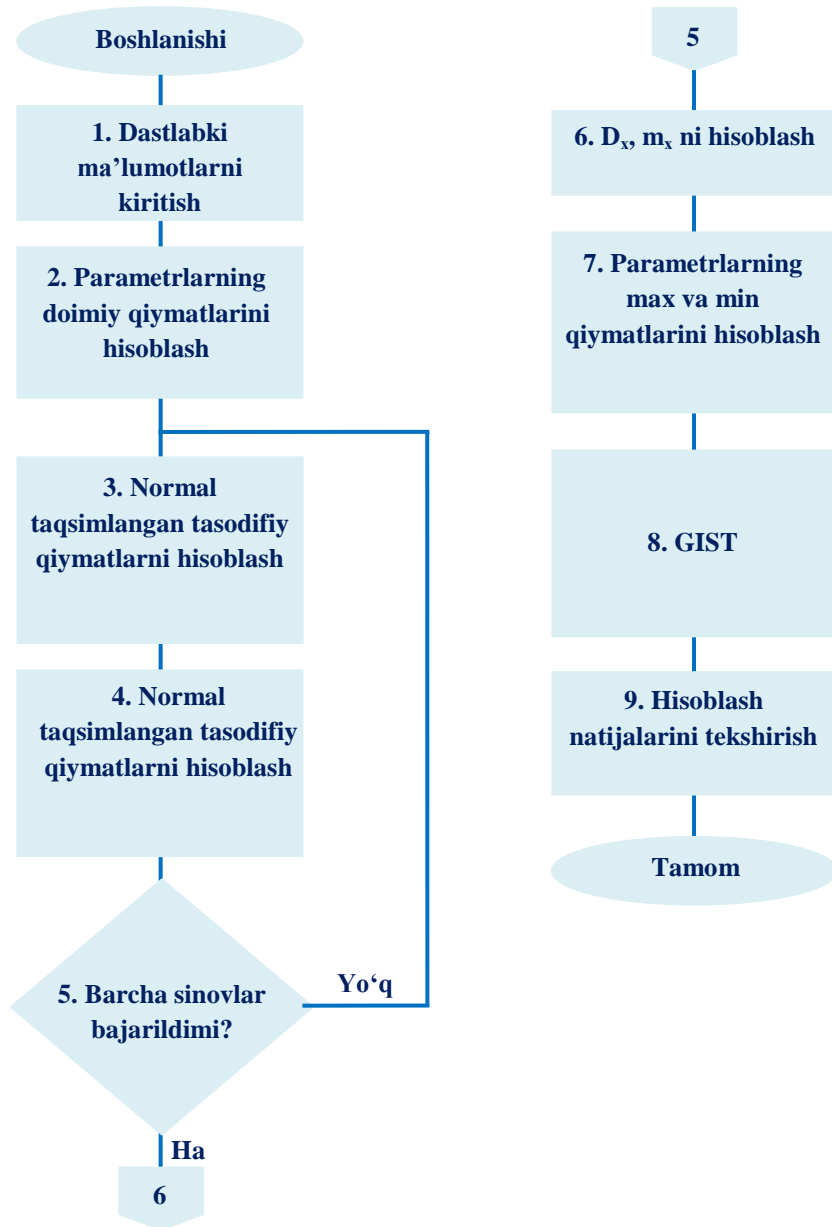 Boshlanishi
1. Dastlabki
ma’lumotlarni
kiritish
2. Parametrlarning
doimiy qiymatlarini
hisoblash
3. Normal
taqsimlangan tasodifiy
qiymatlarni hisoblash
4. Normal
taqsimlangan tasodifiy
qiymatlarni hisoblash
5. Barcha sinovlar
bajarildimi?
Yo‘q
Ha
6
5
6. Dₓ, mₓ ni hisoblash
7. Parametrlarning
max va min
qiymatlarini hisoblash
8. GIST
9. Hisoblash
natijalarini tekshirish
Tamom